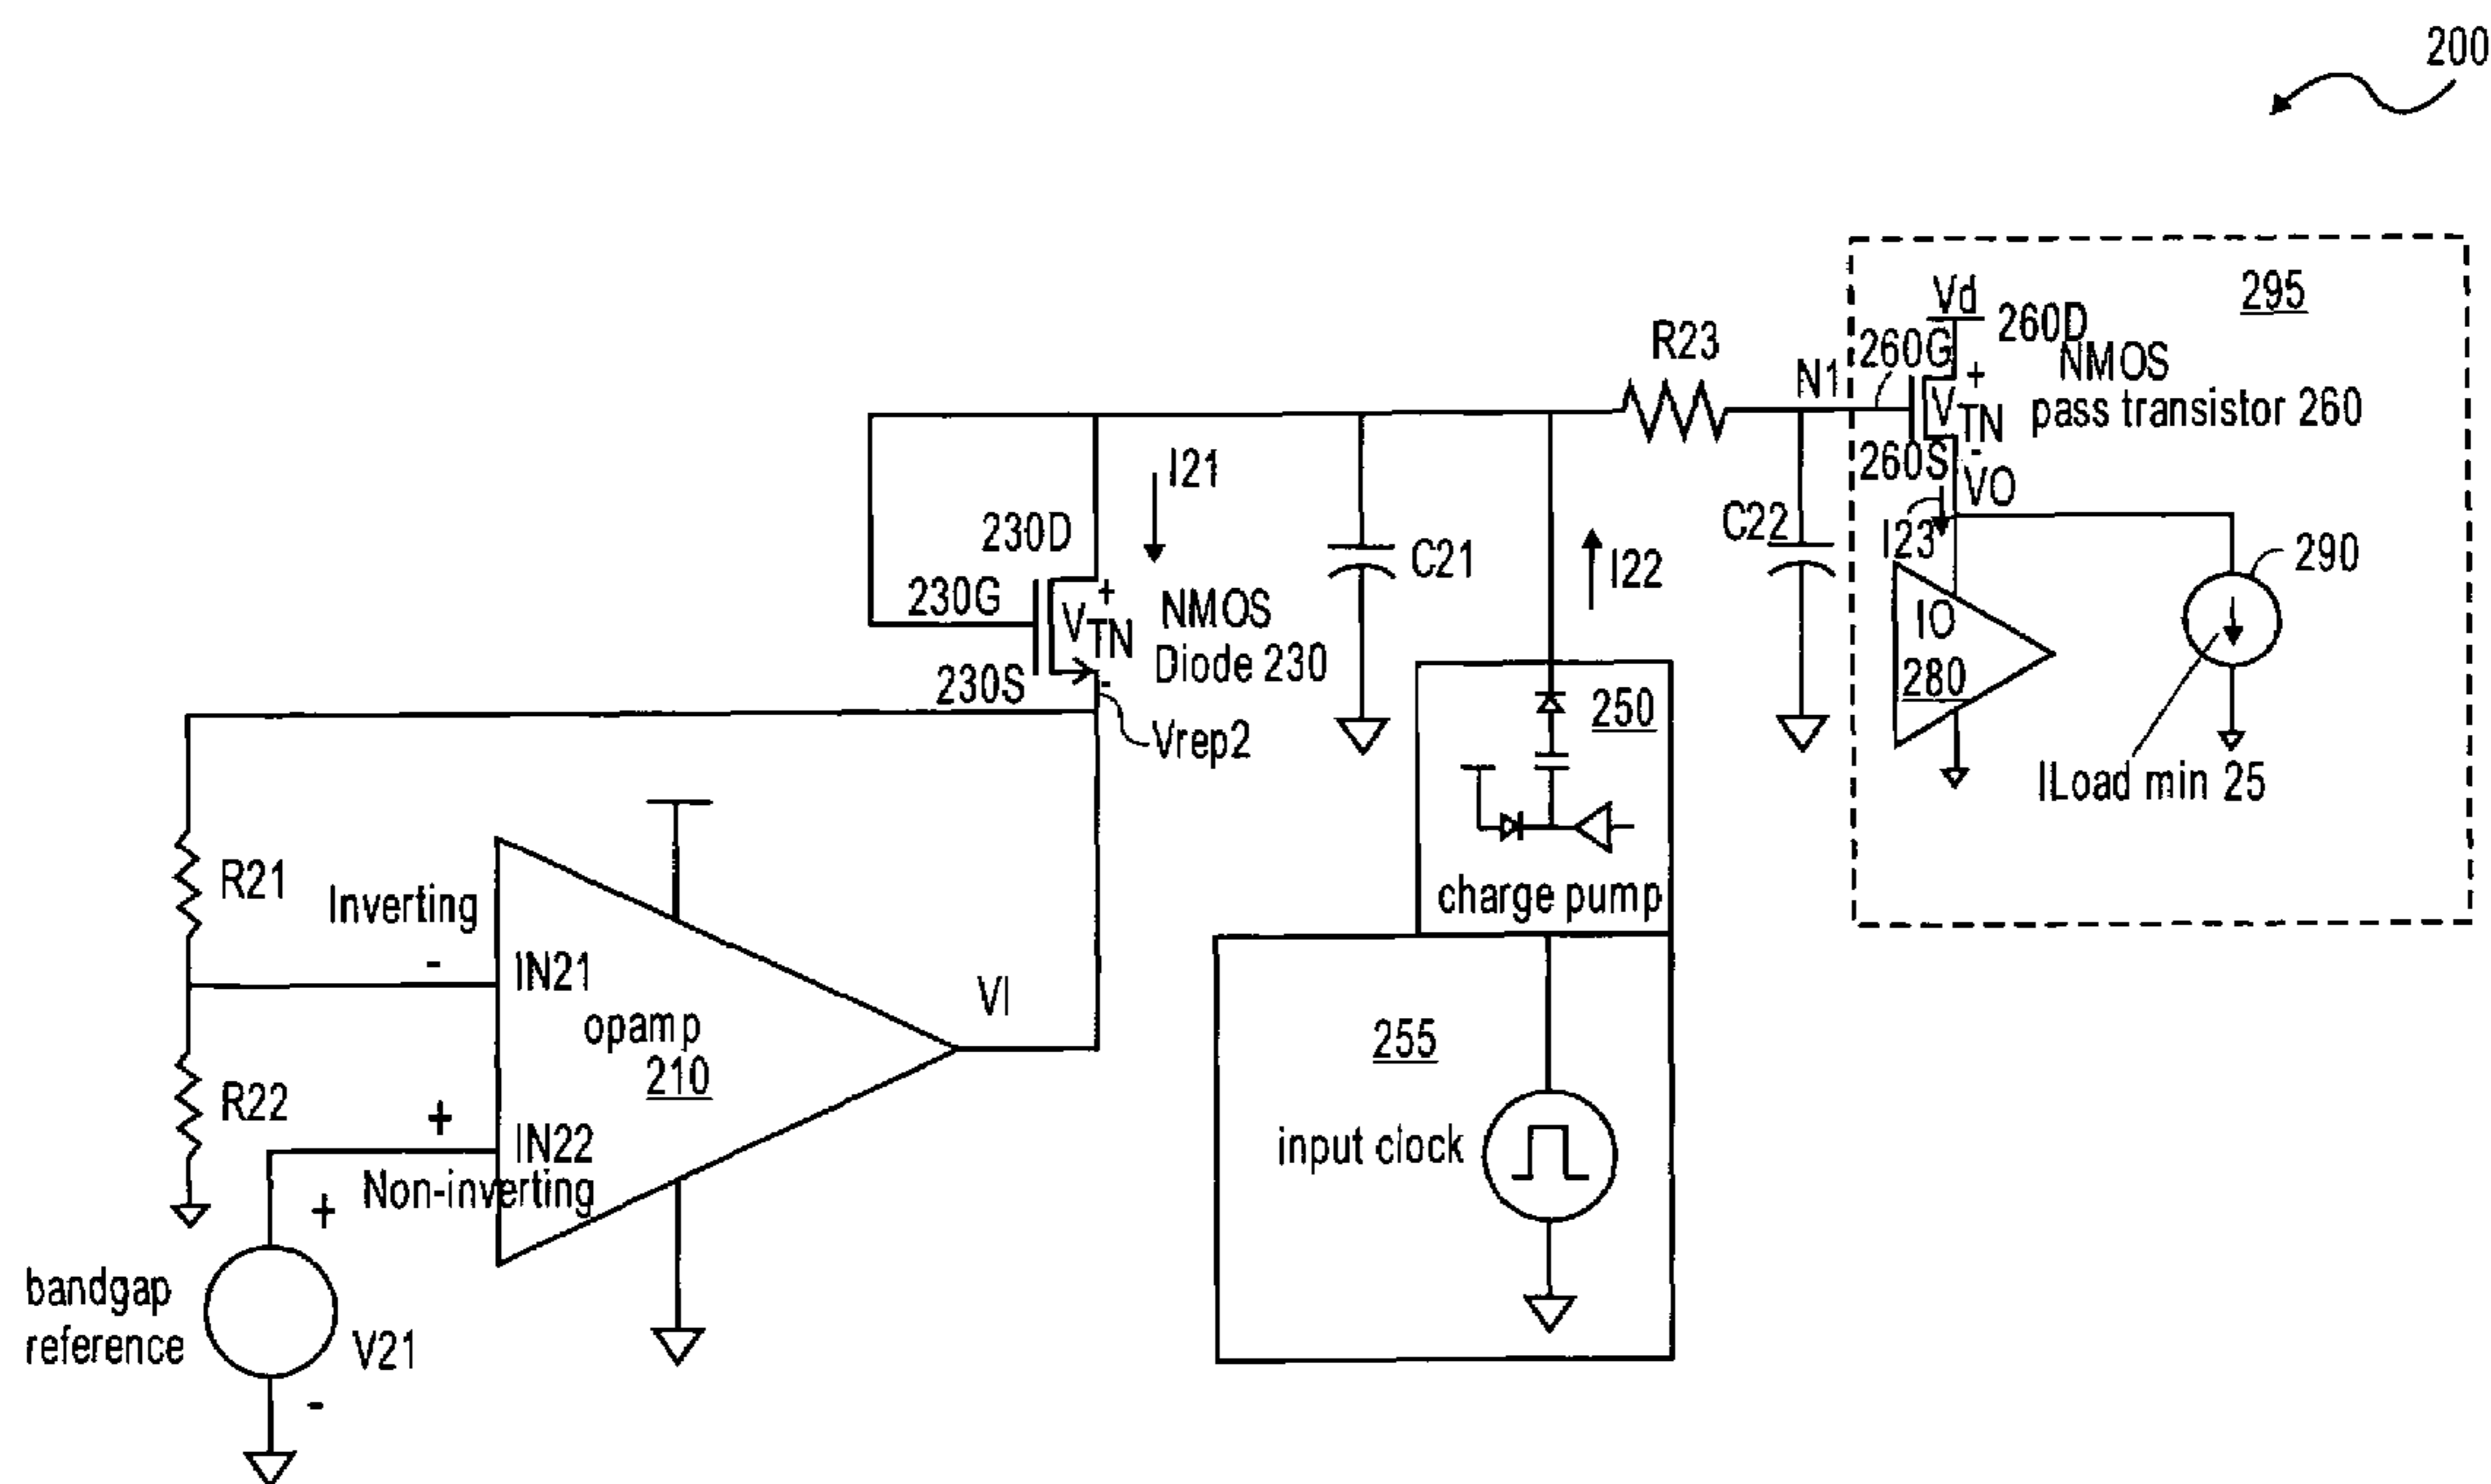 200
295
Vd
260D
R23
260G
N1
+
NMOS
VTN
pass transistor 260
-
260S
VO
I21
C22
I23
230D
C21
I22
290
230G
+
NMOS
VTN
IO
Diode 230
230S
-
280
250
Vrep2
ILoad min 25
R21
Inverting
charge pump
-
IN21
VI
opamp
255
210
R22
+
IN22
input clock
Non-inverting
+
bandgap
reference
V21
-